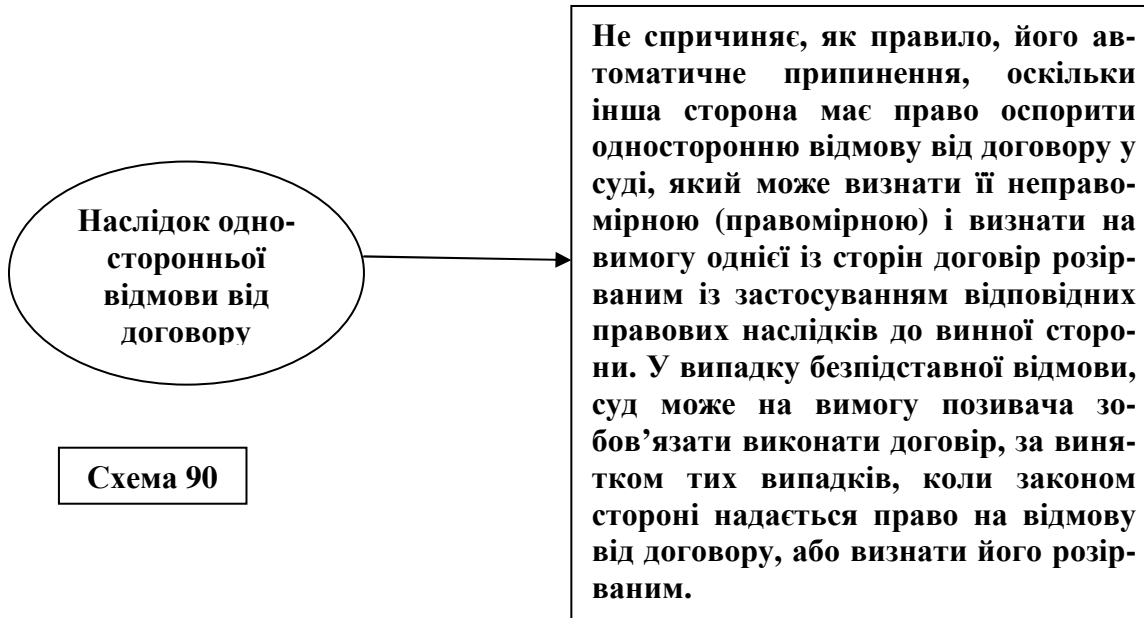 Наслідок одно-
сторонньої
відмови від
договору
Схема 90
Не спричиняє, як правило, його ав-
томатичне припинення, оскільки
інша сторона має право оспорити
односторонню відмову від договору у
суді, який може визнати її неправо-
мірною (правомірною) і визнати на
вимогу однієї із сторін договір розір-
ваним із застосуванням відповідних
правових наслідків до винної сторо-
ни. У випадку безпідставної відмови,
суд може на вимогу позивача зо-
бов’язати виконати договір, за виня-
тком тих випадків, коли законом
стороні надається право на відмову
від договору, або визнати його розір-
ваним.